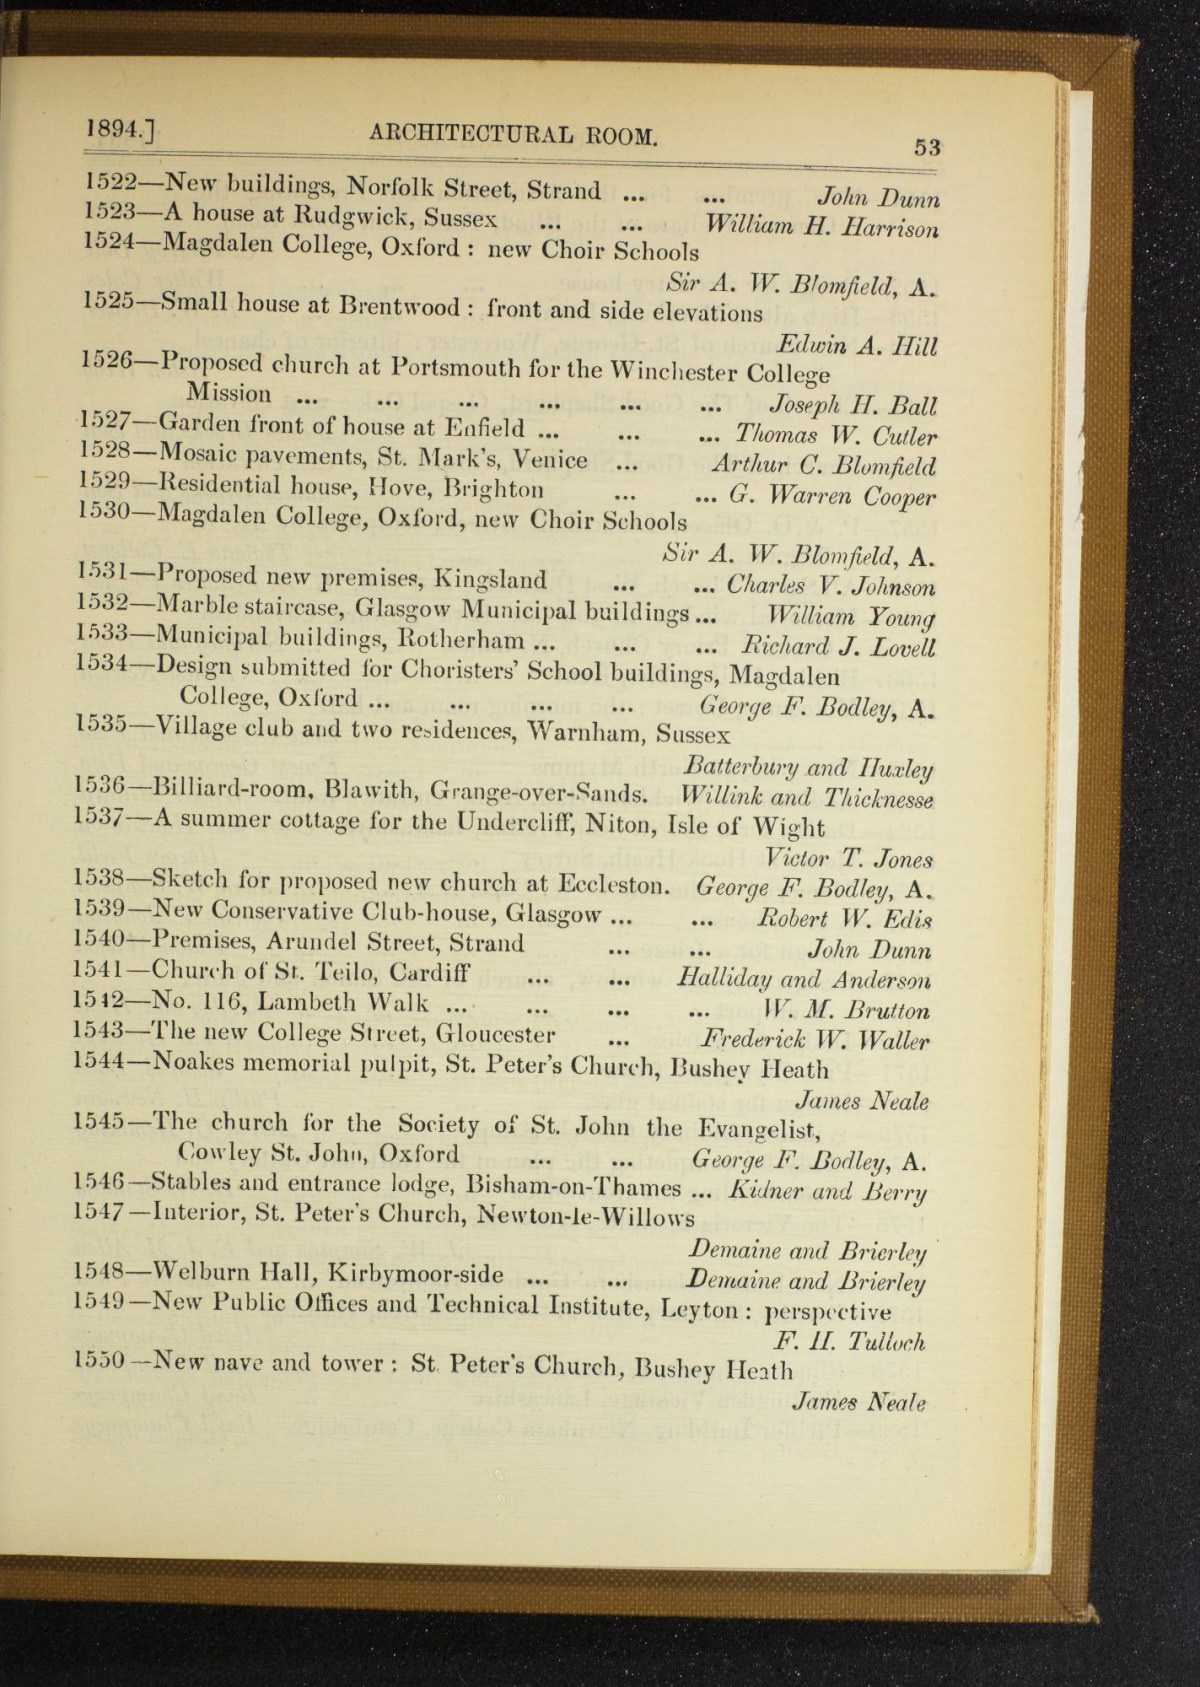 1894.] ARCHITECTURAL ROOM. 53
1522—New buildings, Norfolk Street, Strand ... ... John Dunn
1523—A house at Rudgwick, Sussex ... ... William H. Harrison
1524—Magdalen College, Oxford : new Choir Schools
Sir A. W. Blomfield, A.
1525—Small house at Brentwood : front and side elevations
Edwin A. Hill
1526—Proposed church at Portsmouth for the Winchester College
Mission ... ... ... ... ... ... Joseph H. Ball
1527—Garden front of house at Enfield ... ... ... Thomas W. Cutler
1528—Mosaic pavements, St. Mark's, Venice ... Arthur C. Blomfield
1529—Residential house, Hove, Brighton ... ... G. Warren Cooper
1530—Magdalen College, Oxford, new Choir Schools
Sir A. W. Blomfield, A.
1531—Proposed new premises, Kingsland ... ... Charles V. Johnson
1532—Marble staircase, Glasgow Municipal buildings ... William Young
1533—Municipal buildings, Rotherham ... ... ... Richard J. Lovell
1534—Design submitted for Choristers' School buildings, Magdalen
College, Oxford ... ... ... ... George F. Bodley, A.
1535—Village club and two residences, Warnham, Sussex
Batterbury and Huxley
1536—Billiard-room, Blawith, Grange-over-Sands. Willink and Thicknesse
1537—A summer cottage for the Undercliff, Niton, Isle of Wight
Victor T. Jones
1538—Sketch for proposed new church at Eccleston. George F. Bodley, A.
1539—New Conservative Club-house, Glasgow ... ... Robert W. Edis
1540—Premises, Arundel Street, Strand ... ... John Dunn
1541—Church of St. Teilo, Cardiff ... ... Halliday and Anderson
1542—No. 116, Lambeth Walk ... ... ... ... W. M. Brutton
1543—The new College Street, Gloucester ... Frederick W. Waller
1544—Noakes memorial pulpit, St. Peter's Church, Bushey Heath
James Neale
1545—The church for the Society of St. John the Evangelist,
Cowley St. John, Oxford ... ... George F. Bodley, A.
1546—Stables and entrance lodge, Bisham-on-Thames ... Kidner and Berry
1547—Interior, St. Peter's Church, Newton-le-Willows
Demaine and Brierley
1548—Welburn Hall, Kirbymoor-side ... ... Demaine and Brierley
1549—New Public Offices and Technical Institute, Leyton : perspective
F. H. Tulloch
1550—New nave and tower : St. Peter's Church, Bushey Heath
James Neale